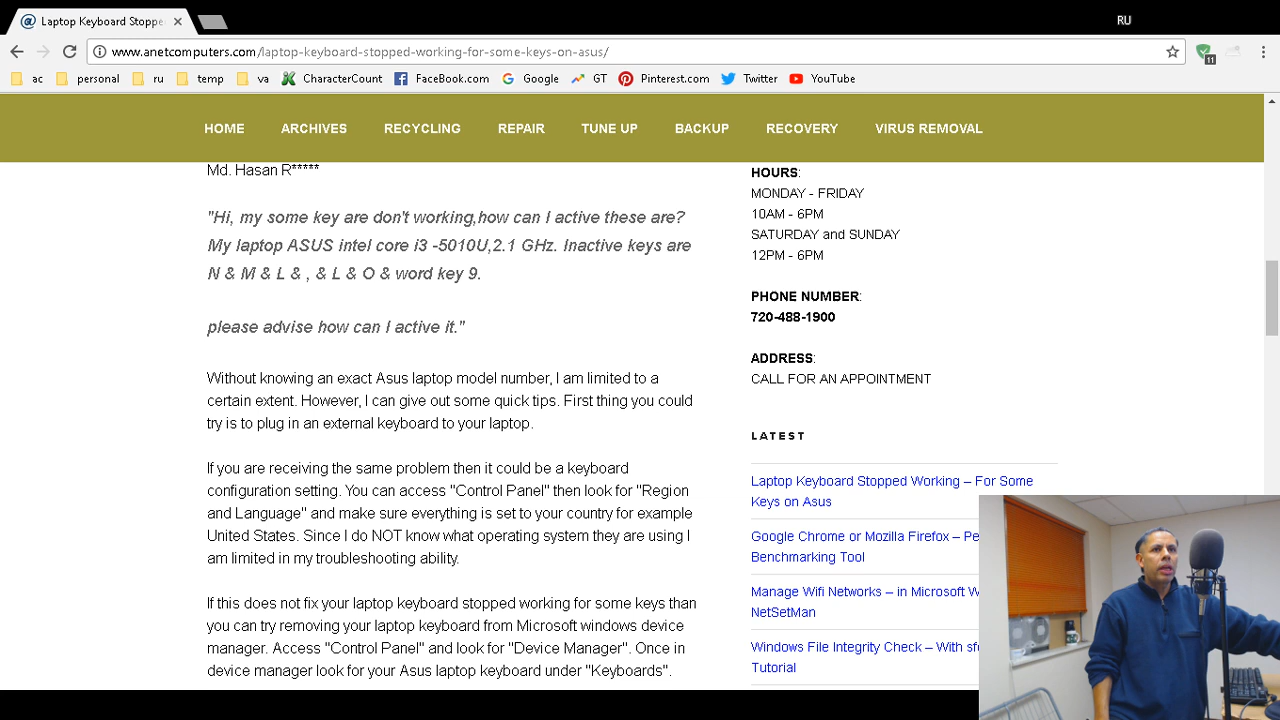 Laptop Keyboard Stoppe
RU
www.anetcomputers.com/laptop-keyboard-stopped-working-for-some-keys-on-asus/
11
ac personal ru temp va CharacterCount FaceBook.com Google GT Pinterest.com Twitter YouTube
HOME ARCHIVES RECYCLING REPAIR TUNE UP BACKUP RECOVERY VIRUS REMOVAL
Md. Hasan R*****
"Hi, my some key are don't working,how can I active these are?
My laptop ASUS intel core i3 -5010U,2.1 GHz. Inactive keys are
N & M & L & , & L & O & word key 9.
please advise how can I active it."
Without knowing an exact Asus laptop model number, I am limited to a
certain extent. However, I can give out some quick tips. First thing you could
try is to plug in an external keyboard to your laptop.
If you are receiving the same problem then it could be a keyboard
configuration setting. You can access "Control Panel" then look for "Region
and Language" and make sure everything is set to your country for example
United States. Since I do NOT know what operating system they are using I
am limited in my troubleshooting ability.
If this does not fix your laptop keyboard stopped working for some keys than
you can try removing your laptop keyboard from Microsoft windows device
manager. Access "Control Panel" and look for "Device Manager". Once in
device manager look for your Asus laptop keyboard under "Keyboards".
HOURS:
MONDAY - FRIDAY
10AM - 6PM
SATURDAY and SUNDAY
12PM - 6PM
PHONE NUMBER:
720-488-1900
ADDRESS:
CALL FOR AN APPOINTMENT
LATEST
Laptop Keyboard Stopped Working – For Some
Keys on Asus
Google Chrome or Mozilla Firefox – Pe
Benchmarking Tool
Manage Wifi Networks – in Microsoft W
NetSetMan
Windows File Integrity Check – With sf
Tutorial